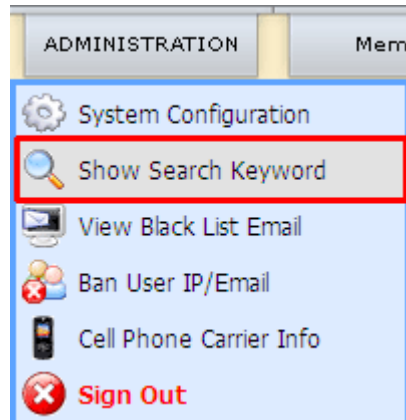 ADMINISTRATION Mem
System Configuration
Show Search Keyword
View Black List Email
Ban User IP/Email
Cell Phone Carrier Info
Sign Out